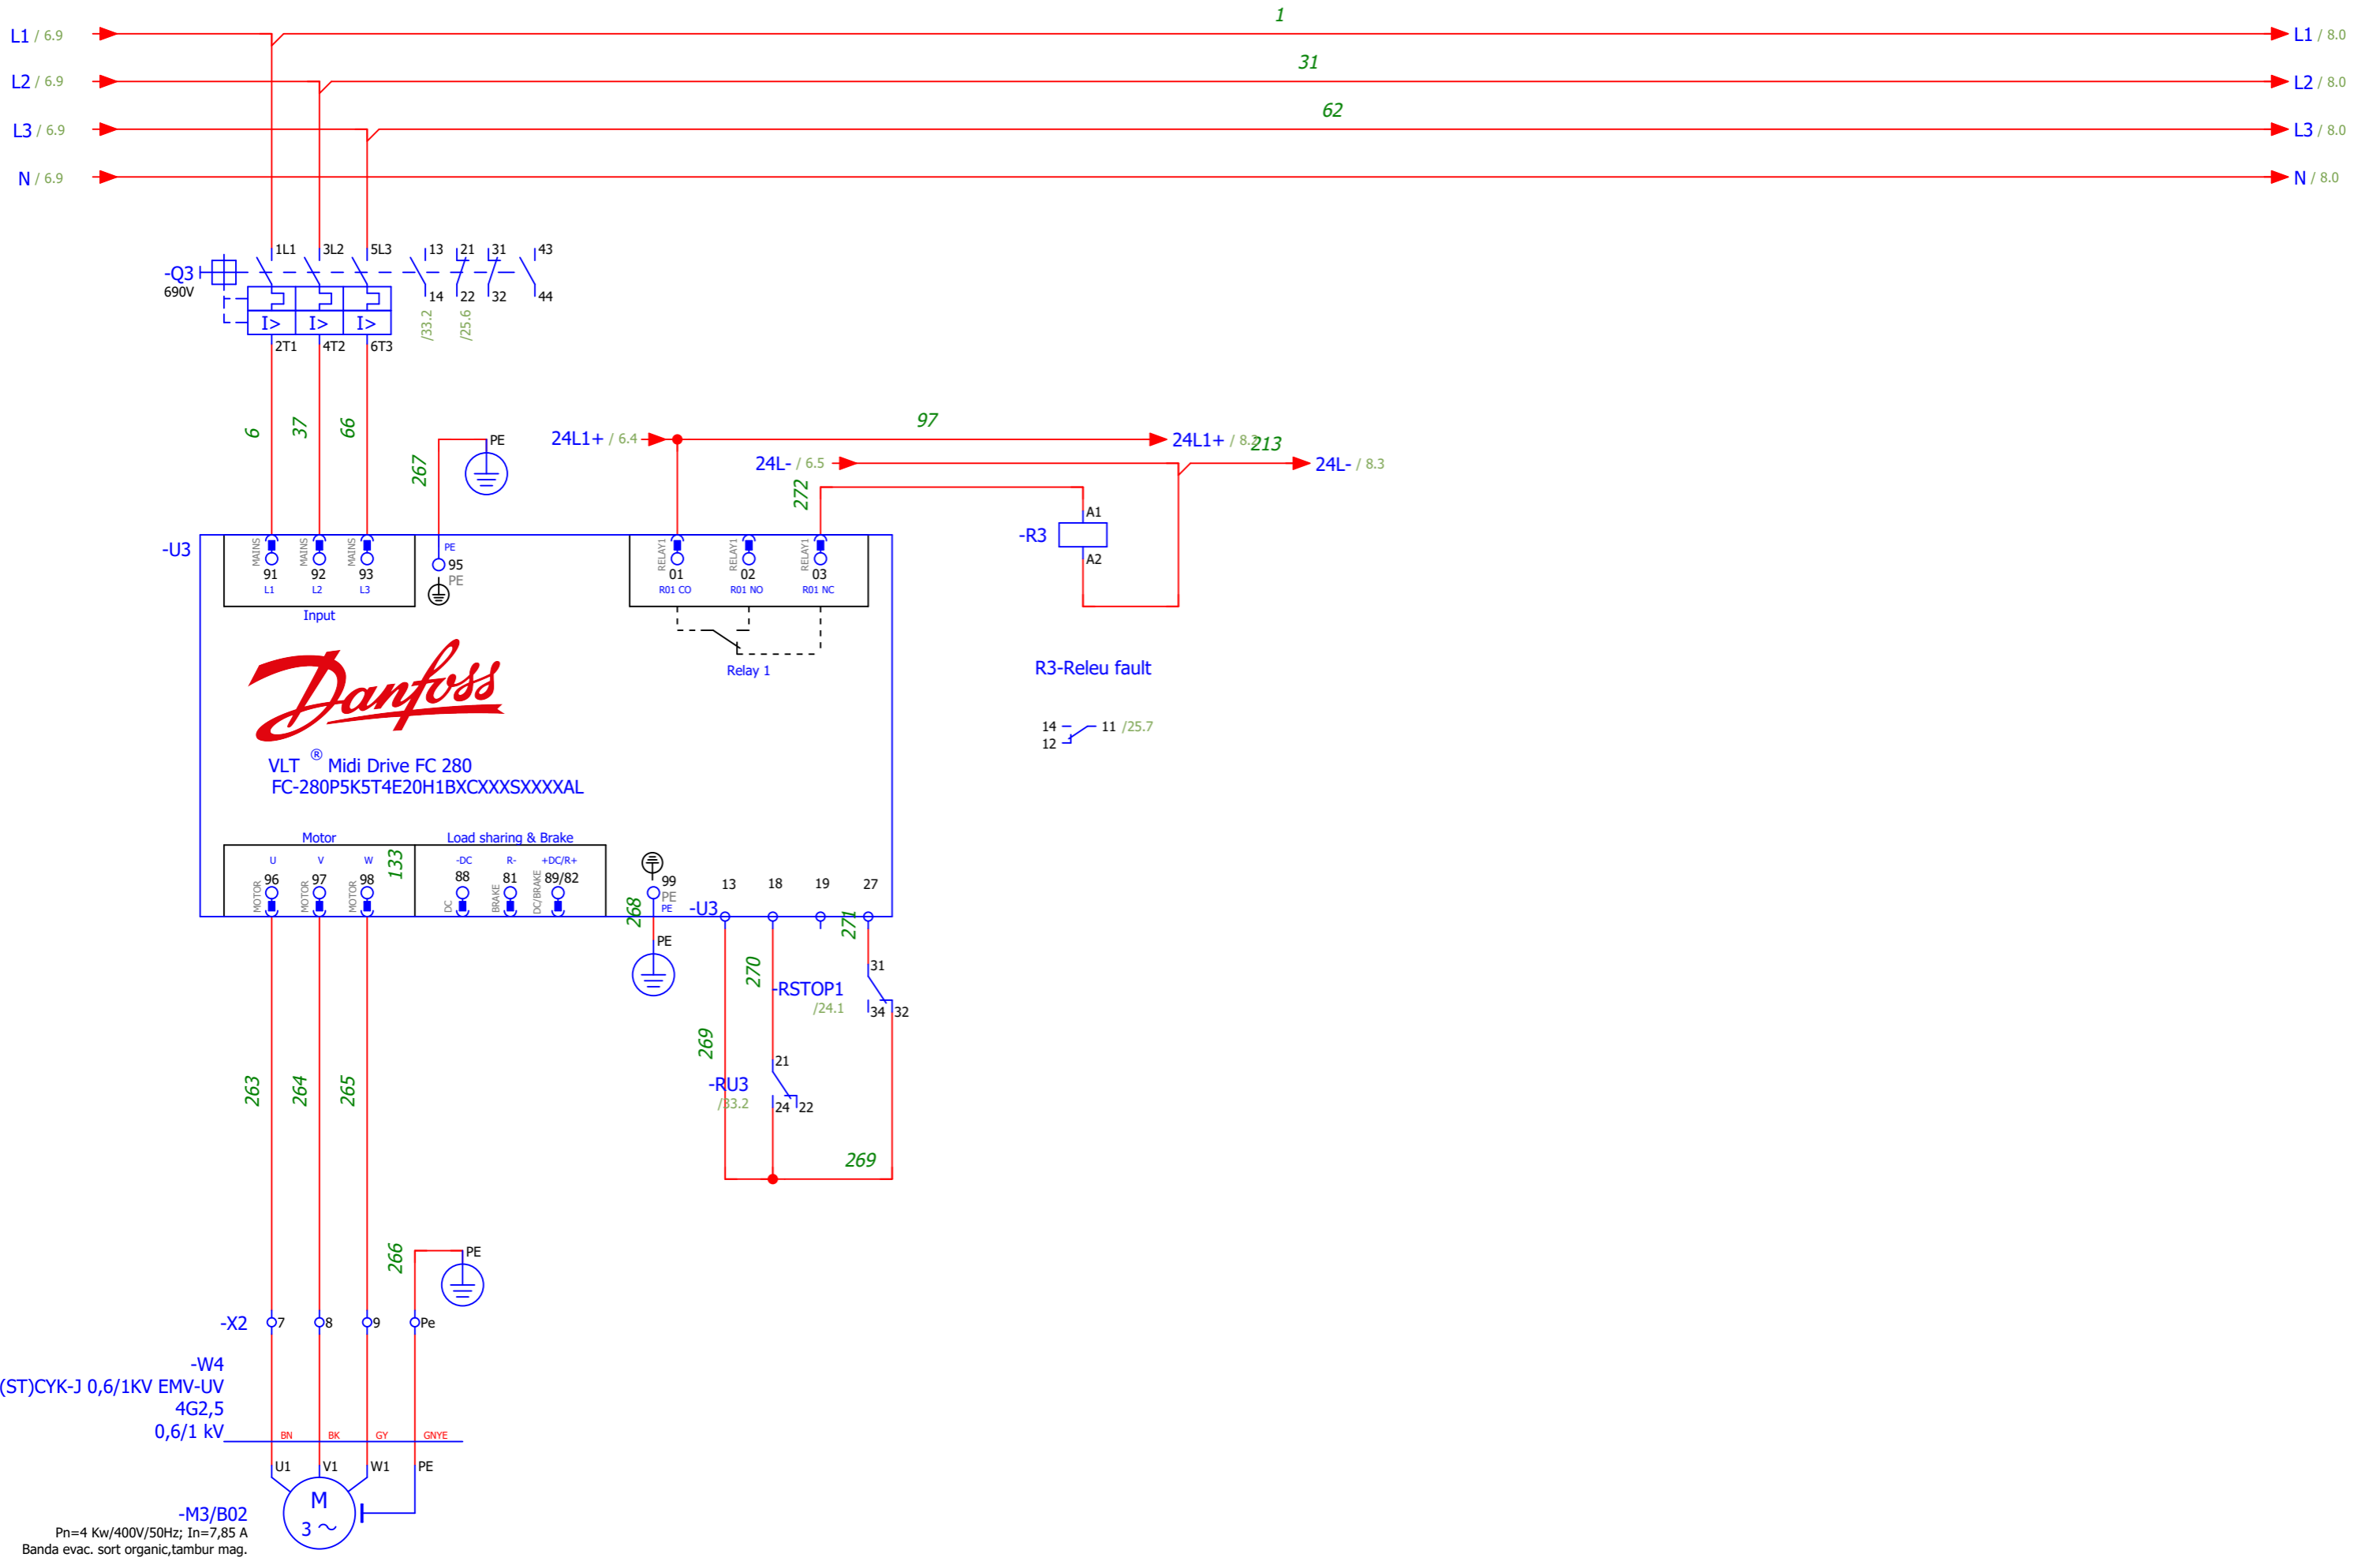 1
L1 / 6.9
L1 / 8.0
31
L2 / 6.9
L2 / 8.0
62
L3 / 6.9
L3 / 8.0
N / 6.9
N / 8.0
1L1 3L2 5L3 13 21 31 43
-Q3
690V
14 22 32 44
I> I> I>
/33.2 /25.6
2T1 4T2 6T3
6 37 66
97
24L1+ / 6.4
24L1+ / 8.2
213
PE
267
24L- / 6.5
24L- / 8.3
272
A1
-R3
A2
-U3
MAINS MAINS MAINS
PE
95
PE
91 92 93
L1 L2 L3
Input
RELAY1 RELAY1 RELAY1
01 02 03
R01 CO R01 NO R01 NC
Relay 1
Danfoss
R3-Releu fault
14 11 /25.7
12
VLT ® Midi Drive FC 280
FC-280P5K5T4E20H1BXCXXXSXXXXAL
Motor
Load sharing & Brake
U V W
133
-DC R- +DC/R+
96 97 98
88 81 89/82
MOTOR MOTOR MOTOR
DC BRAKE DC/BRAKE
99
PE
PE
13 18 19 27
-U3
268
271
PE
270
31
-RSTOP1
/24.1
34 32
269
21
-RU3
/33.2
24 22
263 264 265
269
266
PE
-X2 7 8 9 Pe
-W4
(ST)CYK-J 0,6/1KV EMV-UV
4G2,5
0,6/1 kV
BN BK GY GNYE
U1 V1 W1 PE
M
3 ~
-M3/B02
Pn=4 Kw/400V/50Hz; In=7,85 A
Banda evac. sort organic,tambur mag.